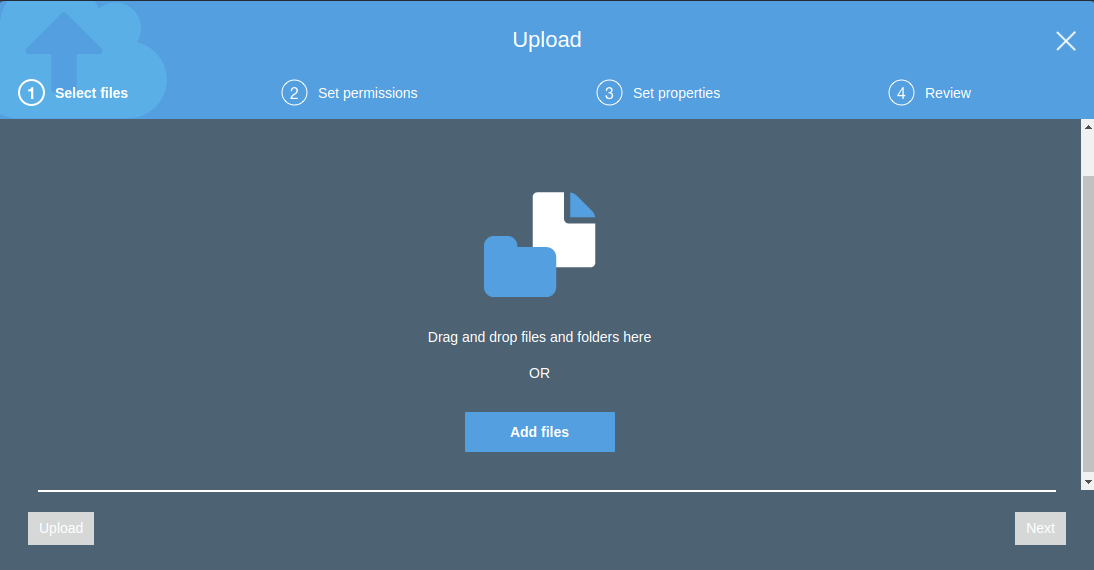 Upload
1 Select files
2 Set permissions
3 Set properties
4 Review
Drag and drop files and folders here
OR
Add files
Upload
Next